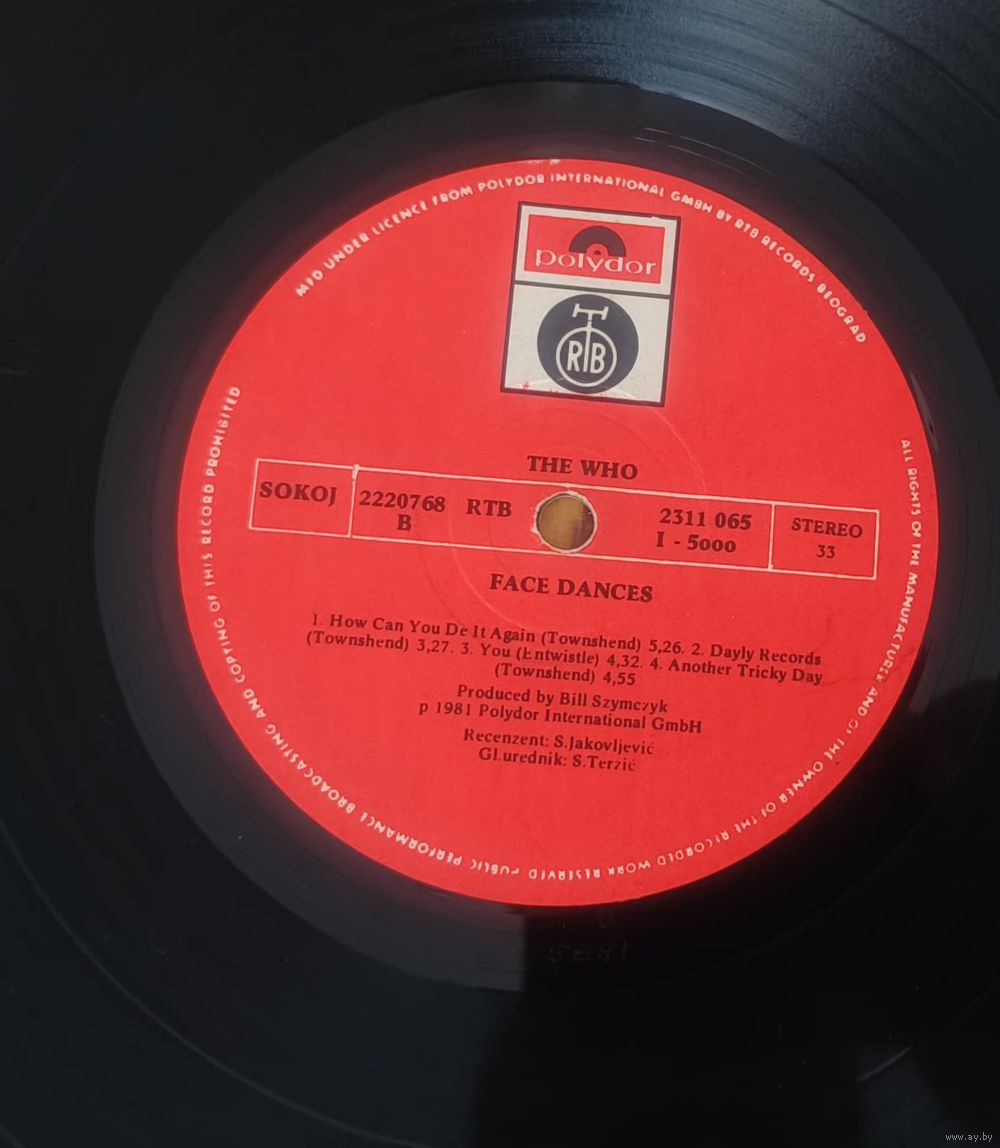 MFD UNDER LICENCE FROM POLYDOR INTERNATIONAL GMBH BY RTB RECORDS BEOGRAD
polydor
RTB
THE WHO
SOKOJ
2220768 RTB
B
2311 065
I - 5000
STEREO
33
FACE DANCES
1. How Can You De It Again (Townshend) 5,26. 2. Dayly Records
(Townshend) 3,27. 3. You (Entwistle) 4,32. 4. Another Tricky Day
(Townshend) 4,55
Produced by Bill Szymczyk
p 1981 Polydor International GmbH
Recenzent: S.Jakovljević
Gl.urednik: S.Terzić
ALL RIGHTS OF THE MANUFACTURER AND OF THE OWNER OF THE RECORDED WORK RESERVED PUBLIC PERFORMANCE BROADCASTING AND COPYING OF THIS RECORD PROHIBITED
www.ay.by